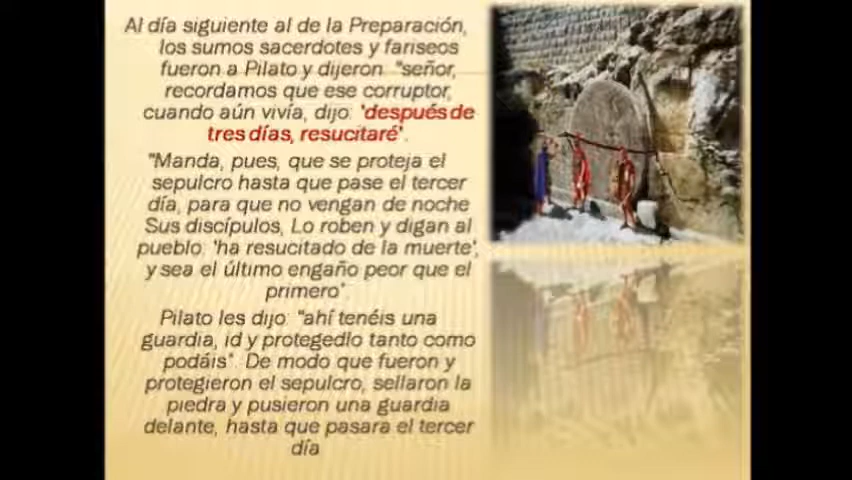 Al día siguiente al de la Preparación,
los sumos sacerdotes y fariseos
fueron a Pilato y dijeron: "señor,
recordamos que ese corruptor,
cuando aún vivía, dijo: 'después de
tres días, resucitaré'.
"Manda, pues, que se proteja el
sepulcro hasta que pase el tercer
día, para que no vengan de noche
Sus discípulos, Lo roben y digan al
pueblo: 'ha resucitado de la muerte',
y sea el último engaño peor que el
primero".
Pilato les dijo: "ahí tenéis una
guardia, id y protegedlo tanto como
podáis". De modo que fueron y
protegieron el sepulcro, sellaron la
piedra y pusieron una guardia
delante, hasta que pasara el tercer
día